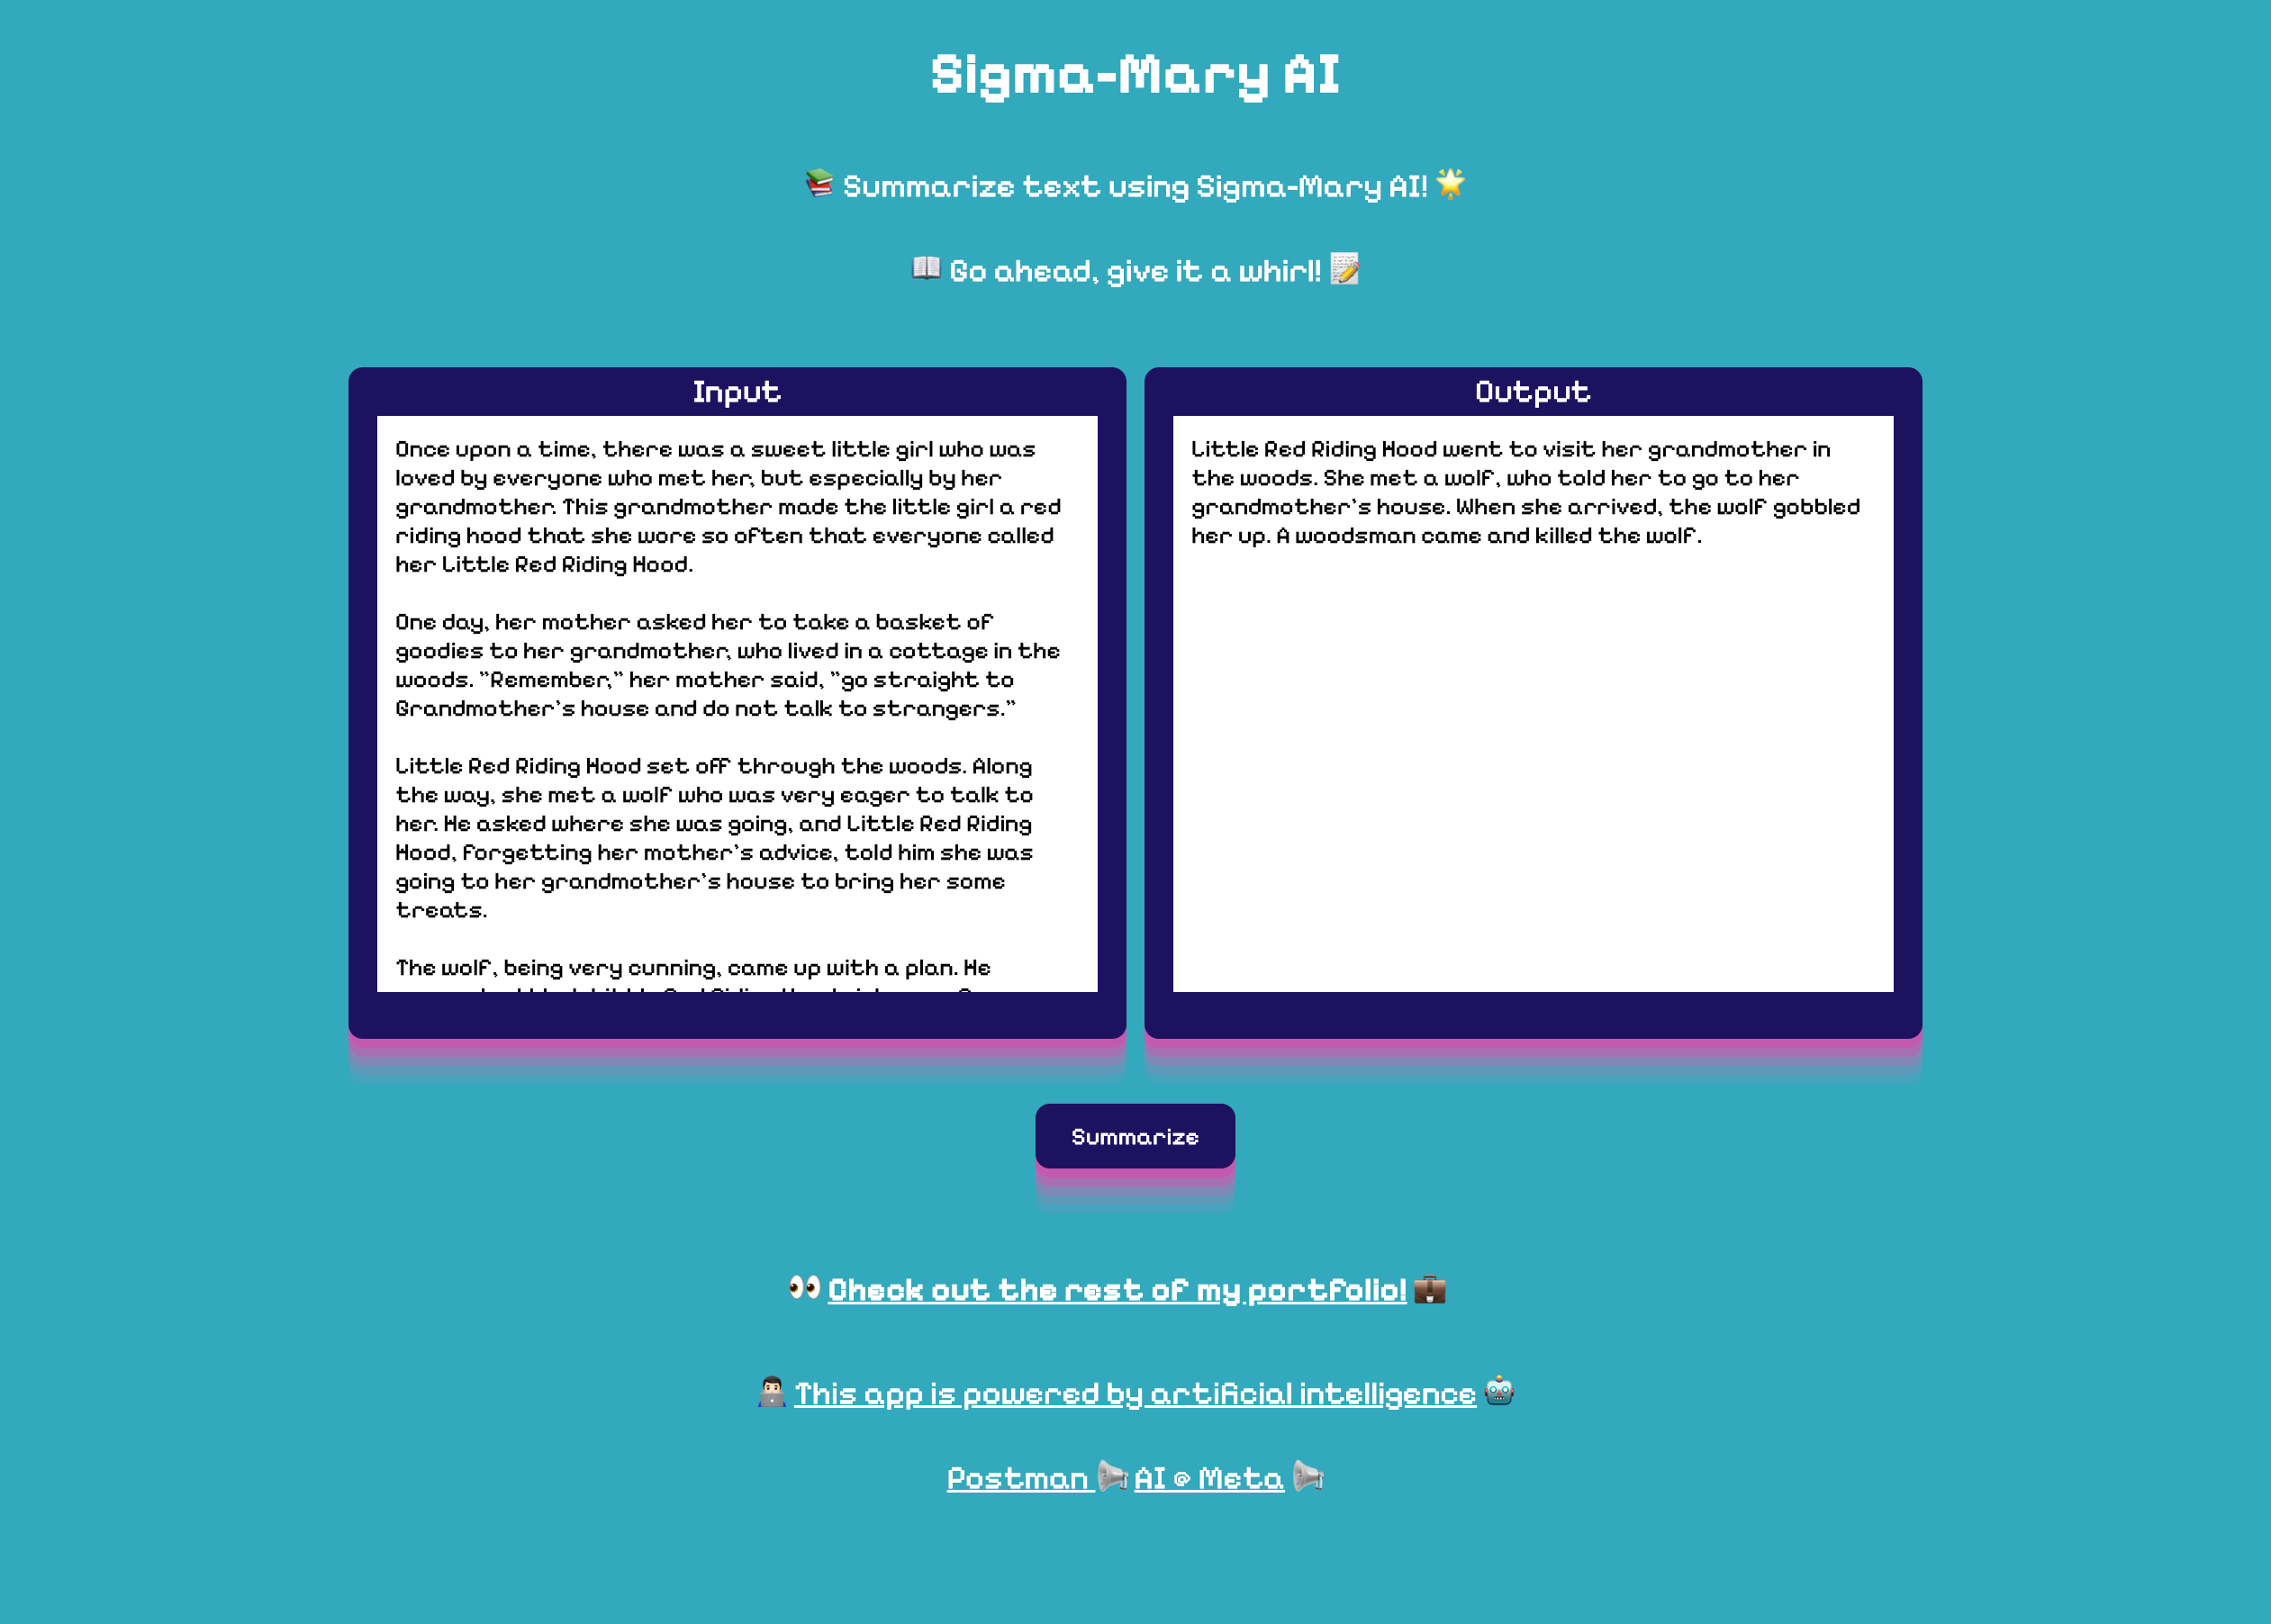 Sigma-Mary AI
📚 Summarize text using Sigma-Mary AI! 🌟
📖 Go ahead, give it a whirl! 📝
Input
Once upon a time, there was a sweet little girl who was
loved by everyone who met her, but especially by her
grandmother. This grandmother made the little girl a red
riding hood that she wore so often that everyone called
her Little Red Riding Hood.
One day, her mother asked her to take a basket of
goodies to her grandmother, who lived in a cottage in the
woods. "Remember," her mother said, "go straight to
Grandmother's house and do not talk to strangers."
Little Red Riding Hood set off through the woods. Along
the way, she met a wolf who was very eager to talk to
her. He asked where she was going, and Little Red Riding
Hood, forgetting her mother's advice, told him she was
going to her grandmother's house to bring her some
treats.
The wolf, being very cunning, came up with a plan. He
Output
Little Red Riding Hood went to visit her grandmother in
the woods. She met a wolf, who told her to go to her
grandmother's house. When she arrived, the wolf gobbled
her up. A woodsman came and killed the wolf.
Summarize
👀 Check out the rest of my portfolio! 💼
👨🏻‍💻 This app is powered by artificial intelligence 🤖
Postman 📢 AI @ Meta 📢